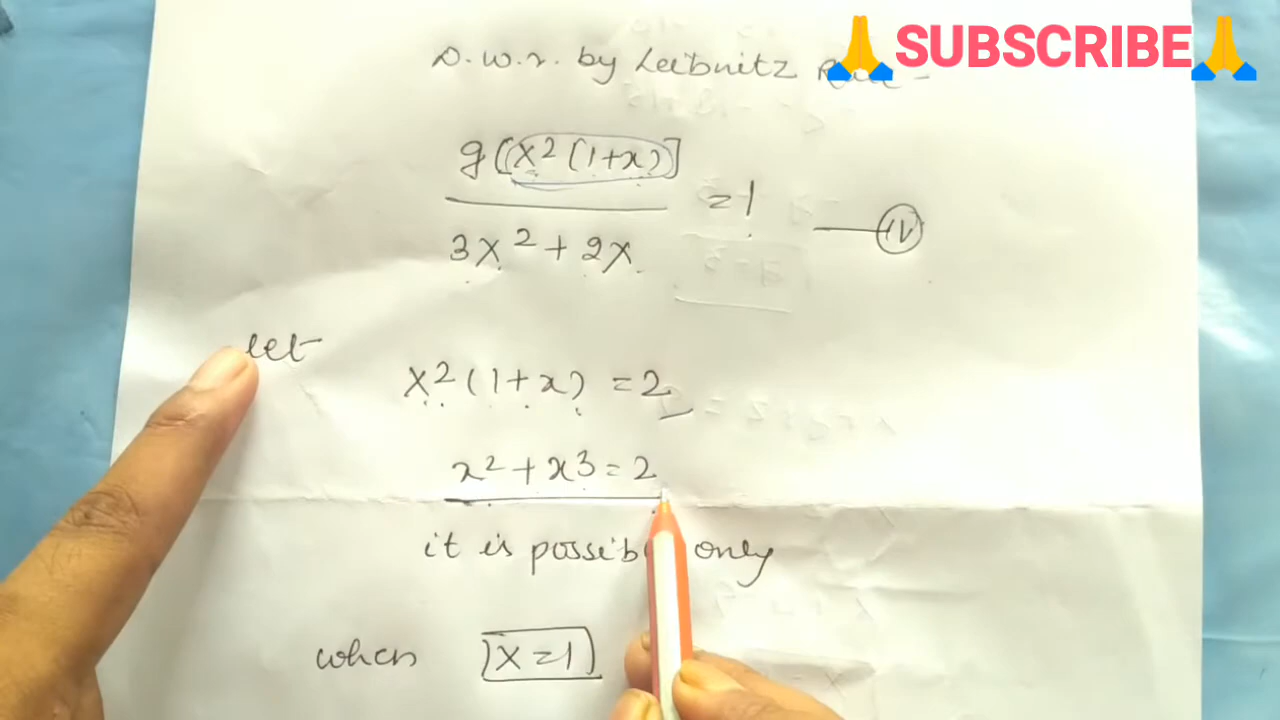 🙏SUBSCRIBE🙏
D.w.r. by Leibnitz
g[x²(1+x)]
= 1 — (IV)
3x² + 2x
let
x²(1+x) = 2
x² + x³ = 2
it is only
when x = 1